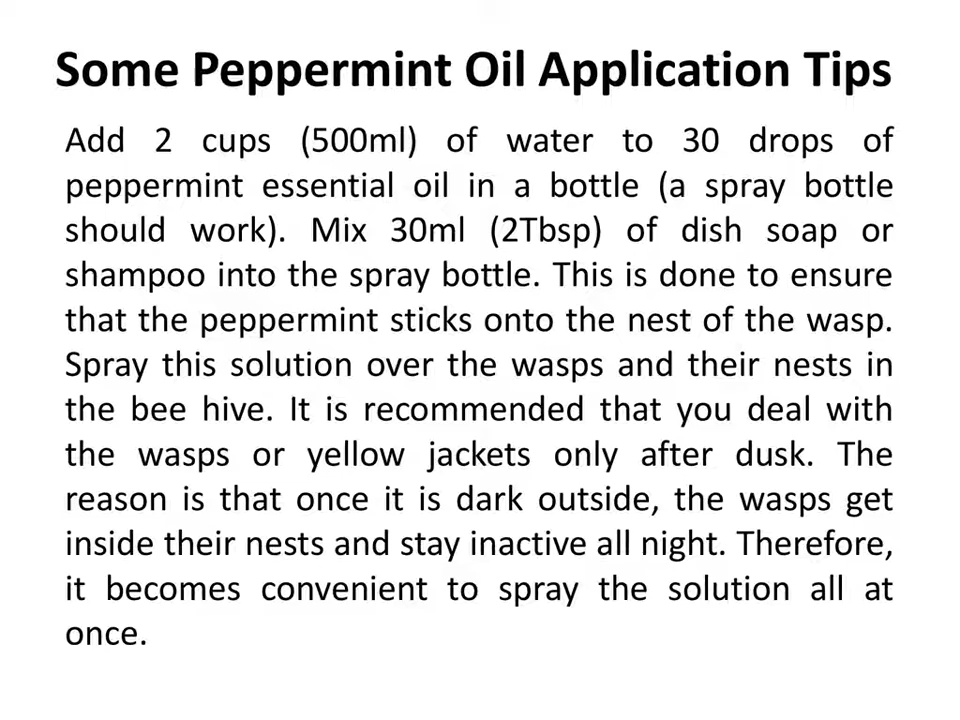 Some Peppermint Oil Application Tips
Add 2 cups (500ml) of water to 30 drops of
peppermint essential oil in a bottle (a spray bottle
should work). Mix 30ml (2Tbsp) of dish soap or
shampoo into the spray bottle. This is done to ensure
that the peppermint sticks onto the nest of the wasp.
Spray this solution over the wasps and their nests in
the bee hive. It is recommended that you deal with
the wasps or yellow jackets only after dusk. The
reason is that once it is dark outside, the wasps get
inside their nests and stay inactive all night. Therefore,
it becomes convenient to spray the solution all at
once.